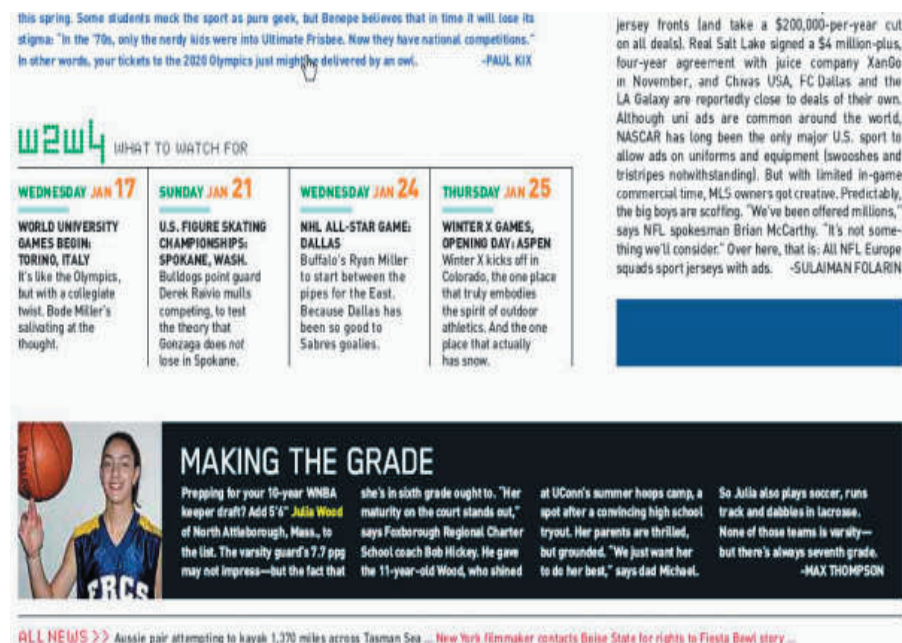 this spring. Some students mock the sport as pure geek, but Benepe believes that in time it will lose its
stigma: "In the '70s, only the nerdy kids were into Ultimate Frisbee. Now they have national competitions."
In other words, your tickets to the 2020 Olympics just might be delivered by an owl. -PAUL KIX
w2w4 WHAT TO WATCH FOR
WEDNESDAY JAN 17
WORLD UNIVERSITY
GAMES BEGIN:
TORINO, ITALY
It's like the Olympics,
but with a collegiate
twist. Bode Miller's
salivating at the
thought.
SUNDAY JAN 21
U.S. FIGURE SKATING
CHAMPIONSHIPS:
SPOKANE, WASH.
Bulldogs point guard
Derek Raivio mulls
competing, to test
the theory that
Gonzaga does not
lose in Spokane.
WEDNESDAY JAN 24
NHL ALL-STAR GAME:
DALLAS
Buffalo's Ryan Miller
to start between the
pipes for the East.
Because Dallas has
been so good to
Sabres goalies.
THURSDAY JAN 25
WINTER X GAMES,
OPENING DAY: ASPEN
Winter X kicks off in
Colorado, the one place
that truly embodies
the spirit of outdoor
athletics. And the one
place that actually
has snow.
jersey fronts (and take a $200,000-per-year cut
on all deals). Real Salt Lake signed a $4 million-plus,
four-year agreement with juice company XanGo
in November, and Chivas USA, FC Dallas and the
LA Galaxy are reportedly close to deals of their own.
Although uni ads are common around the world,
NASCAR has long been the only major U.S. sport to
allow ads on uniforms and equipment (swooshes and
tristripes notwithstanding). But with limited in-game
commercial time, MLS owners got creative. Predictably,
the big boys are scoffing. "We've been offered millions,"
says NFL spokesman Brian McCarthy. "It's not some-
thing we'll consider." Over here, that is: All NFL Europe
squads sport jerseys with ads. -SULAIMAN FOLARIN
FRCS
MAKING THE GRADE
Prepping for your 10-year WNBA
keeper draft? Add 5'6" Julia Wood
of North Attleborough, Mass., to
the list. The varsity guard's 7.7 ppg
may not impress—but the fact that
she's in sixth grade ought to. "Her
maturity on the court stands out,"
says Foxborough Regional Charter
School coach Bob Hickey. He gave
the 11-year-old Wood, who shined
at UConn's summer hoops camp, a
spot after a convincing high school
tryout. Her parents are thrilled,
but grounded. "We just want her
to do her best," says dad Michael.
So Julia also plays soccer, runs
track and dabbles in lacrosse.
None of those teams is varsity—
but there's always seventh grade.
-MAX THOMPSON
ALL NEWS >> Aussie pair attempting to kayak 1,370 miles across Tasman Sea ... New York filmmaker contacts Boise State for rights to Fiesta Bowl story ...